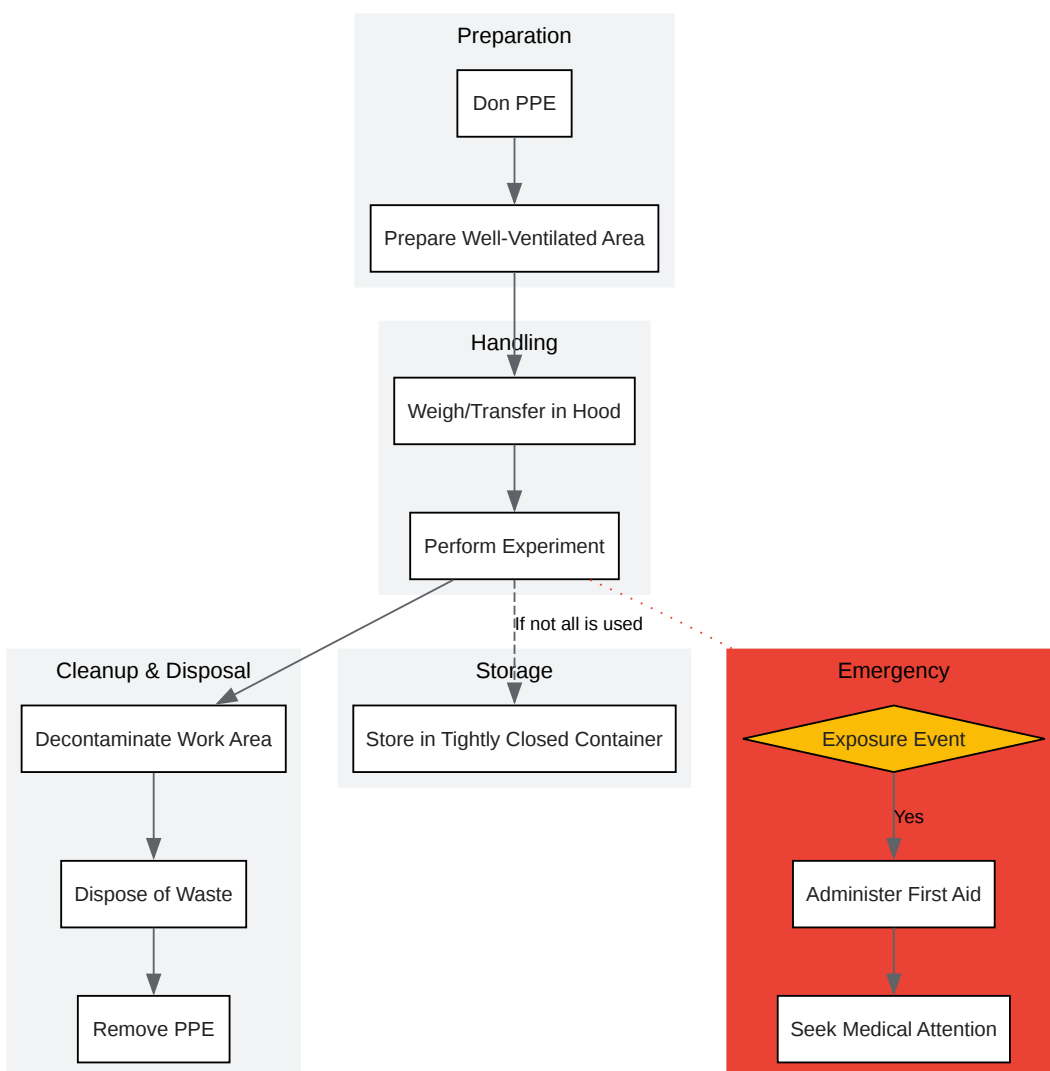 Preparation
Don PPE
Prepare Well-Ventilated Area
Handling
Weigh/Transfer in Hood
Perform Experiment
If not all is used
Cleanup & Disposal
Decontaminate Work Area
Dispose of Waste
Remove PPE
Storage
Store in Tightly Closed Container
Emergency
Exposure Event
Yes
Administer First Aid
Seek Medical Attention